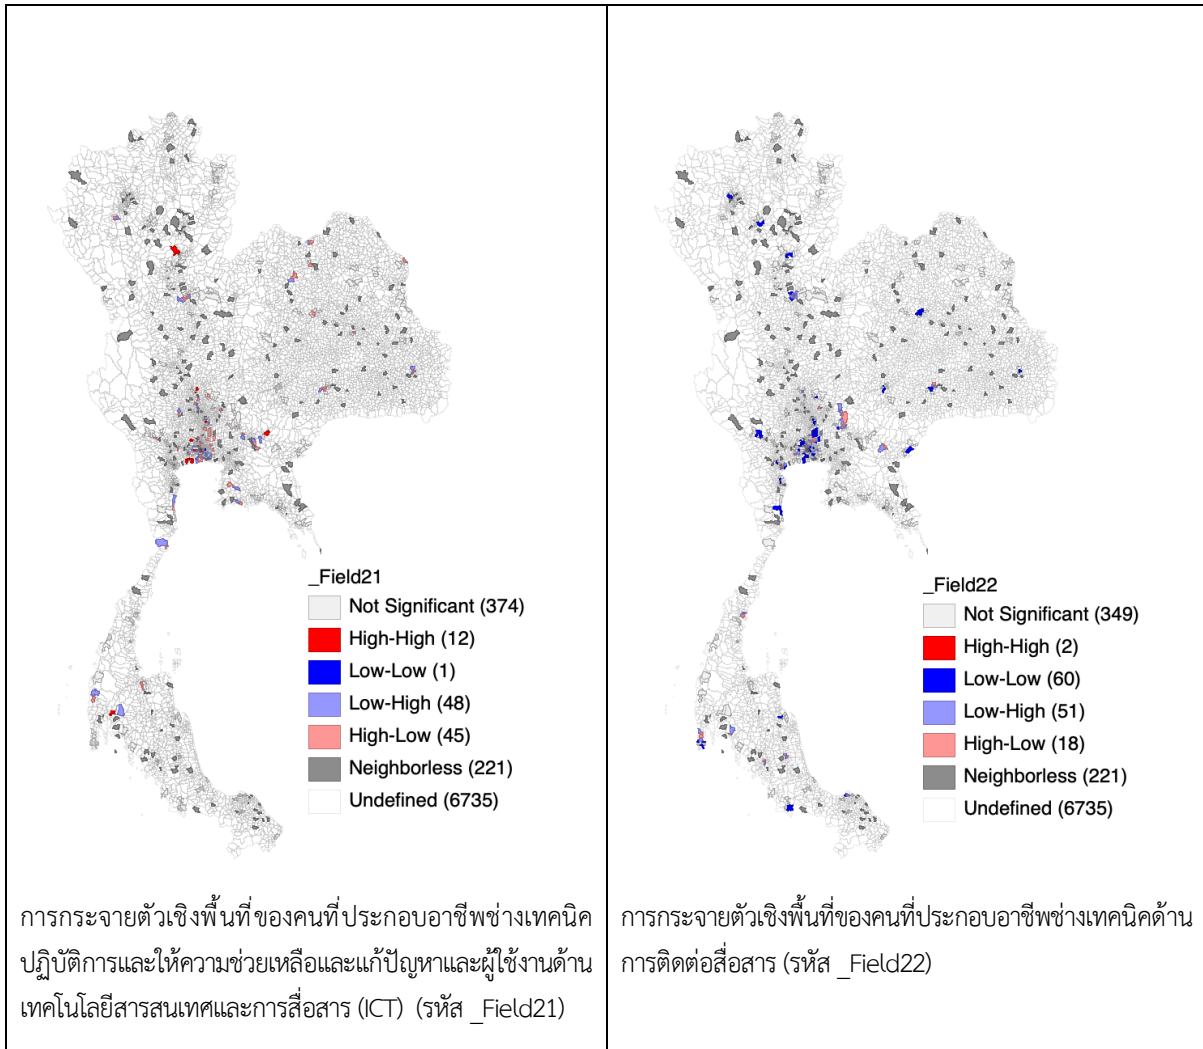 _Field21
Not Significant (374)
High-High (12)
Low-Low (1)
Low-High (48)
High-Low (45)
Neighborless (221)
Undefined (6735)
การกระจายตัวเชิงพื้นที่ของคนที่ประกอบอาชีพช่างเทคนิค
ปฏิบัติการและให้ความช่วยเหลือและแก้ปัญหาและผู้ใช้งานด้าน
เทคโนโลยีสารสนเทศและการสื่อสาร (ICT) (รหัส _Field21)
_Field22
Not Significant (349)
High-High (2)
Low-Low (60)
Low-High (51)
High-Low (18)
Neighborless (221)
Undefined (6735)
การกระจายตัวเชิงพื้นที่ของคนที่ประกอบอาชีพช่างเทคนิคด้าน
การติดต่อสื่อสาร (รหัส _Field22)